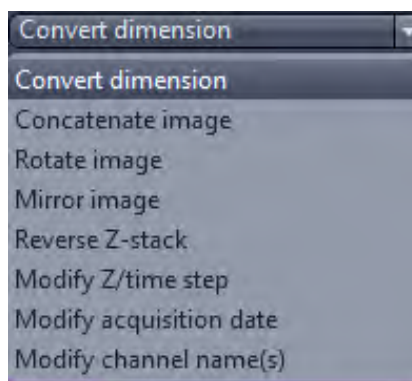 Convert dimension
Convert dimension
Concatenate image
Rotate image
Mirror image
Reverse Z-stack
Modify Z/time step
Modify acquisition date
Modify channel name(s)